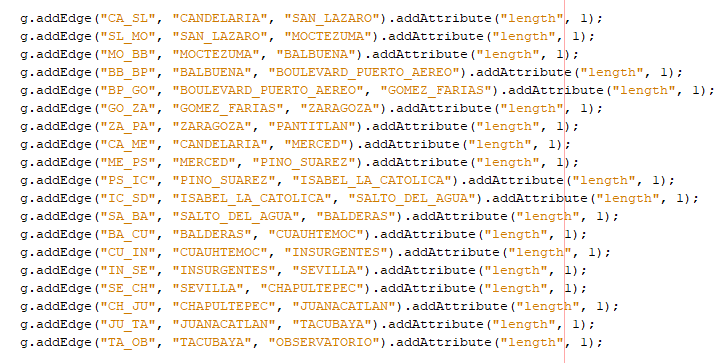 g.addEdge("CA_SL", "CANDELARIA", "SAN_LAZARO").addAttribute("length", 1);
g.addEdge("SL_MO", "SAN_LAZARO", "MOCTEZUMA").addAttribute("length", 1);
g.addEdge("MO_BB", "MOCTEZUMA", "BALBUENA").addAttribute("length", 1);
g.addEdge("BB_BP", "BALBUENA", "BOULEVARD_PUERTO_AEREO").addAttribute("length", 1);
g.addEdge("BP_GO", "BOULEVARD_PUERTO_AEREO", "GOMEZ_FARIAS").addAttribute("length", 1);
g.addEdge("GO_ZA", "GOMEZ_FARIAS", "ZARAGOZA").addAttribute("length", 1);
g.addEdge("ZA_PA", "ZARAGOZA", "PANTITLAN").addAttribute("length", 1);
g.addEdge("CA_ME", "CANDELARIA", "MERCED").addAttribute("length", 1);
g.addEdge("ME_PS", "MERCED", "PINO_SUAREZ").addAttribute("length", 1);
g.addEdge("PS_IC", "PINO_SUAREZ", "ISABEL_LA_CATOLICA").addAttribute("length", 1);
g.addEdge("IC_SD", "ISABEL_LA_CATOLICA", "SALTO_DEL_AGUA").addAttribute("length", 1);
g.addEdge("SA_BA", "SALTO_DEL_AGUA", "BALDERAS").addAttribute("length", 1);
g.addEdge("BA_CU", "BALDERAS", "CUAUHTEMOC").addAttribute("length", 1);
g.addEdge("CU_IN", "CUAUHTEMOC", "INSURGENTES").addAttribute("length", 1);
g.addEdge("IN_SE", "INSURGENTES", "SEVILLA").addAttribute("length", 1);
g.addEdge("SE_CH", "SEVILLA", "CHAPULTEPEC").addAttribute("length", 1);
g.addEdge("CH_JU", "CHAPULTEPEC", "JUANACATLAN").addAttribute("length", 1);
g.addEdge("JU_TA", "JUANACATLAN", "TACUBAYA").addAttribute("length", 1);
g.addEdge("TA_OB", "TACUBAYA", "OBSERVATORIO").addAttribute("length", 1);